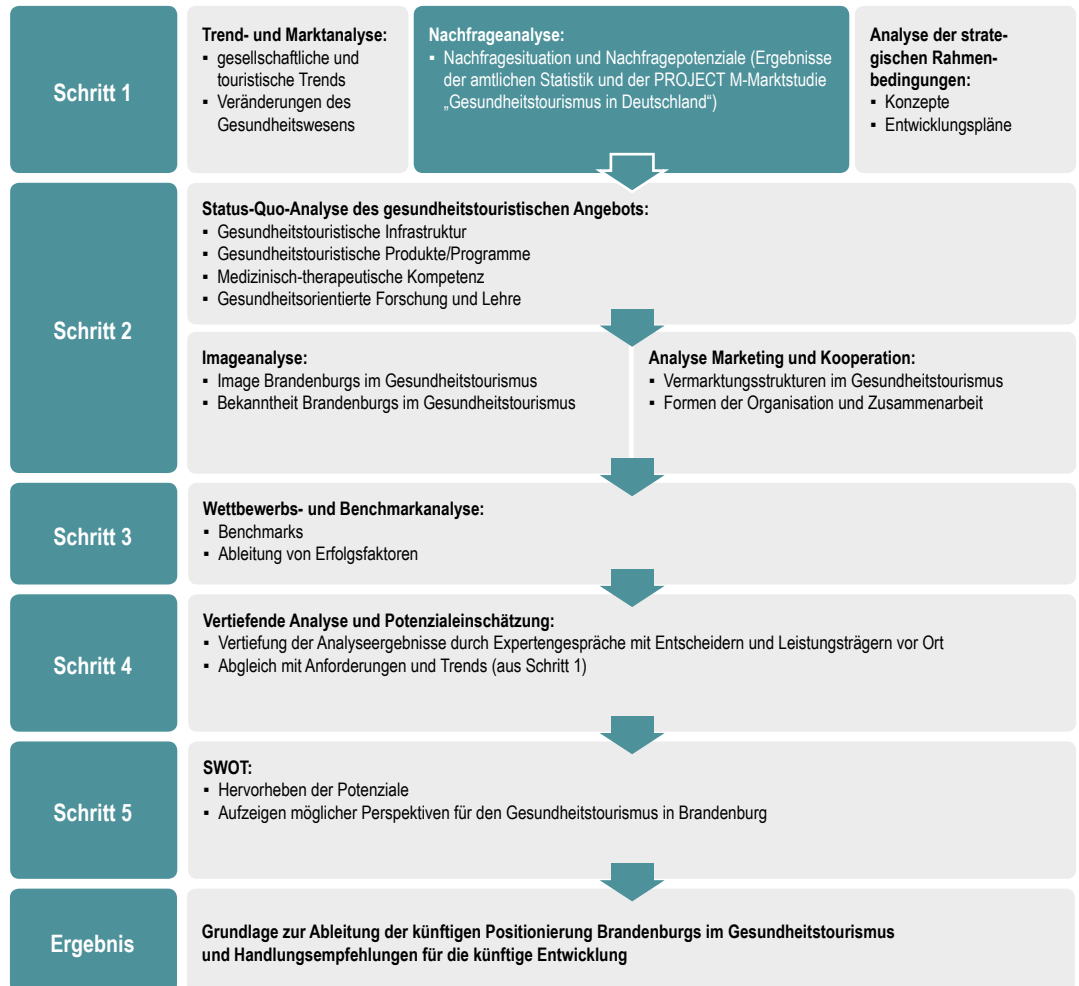 Schritt 1
Trend- und Marktanalyse:
▪ gesellschaftliche und
touristische Trends
▪ Veränderungen des
Gesundheitswesens
Nachfrageanalyse:
▪ Nachfragesituation und Nachfragepotenziale (Ergebnisse
der amtlichen Statistik und der PROJECT M-Marktstudie
„Gesundheitstourismus in Deutschland“)
Analyse der strate-
gischen Rahmen-
bedingungen:
▪ Konzepte
▪ Entwicklungspläne
Schritt 2
Status-Quo-Analyse des gesundheitstouristischen Angebots:
▪ Gesundheitstouristische Infrastruktur
▪ Gesundheitstouristische Produkte/Programme
▪ Medizinisch-therapeutische Kompetenz
▪ Gesundheitsorientierte Forschung und Lehre
Imageanalyse:
▪ Image Brandenburgs im Gesundheitstourismus
▪ Bekanntheit Brandenburgs im Gesundheitstourismus
Analyse Marketing und Kooperation:
▪ Vermarktungsstrukturen im Gesundheitstourismus
▪ Formen der Organisation und Zusammenarbeit
Schritt 3
Wettbewerbs- und Benchmarkanalyse:
▪ Benchmarks
▪ Ableitung von Erfolgsfaktoren
Schritt 4
Vertiefende Analyse und Potenzialeinschätzung:
▪ Vertiefung der Analyseergebnisse durch Expertengespräche mit Entscheidern und Leistungsträgern vor Ort
▪ Abgleich mit Anforderungen und Trends (aus Schritt 1)
Schritt 5
SWOT:
▪ Hervorheben der Potenziale
▪ Aufzeigen möglicher Perspektiven für den Gesundheitstourismus in Brandenburg
Ergebnis
Grundlage zur Ableitung der künftigen Positionierung Brandenburgs im Gesundheitstourismus
und Handlungsempfehlungen für die künftige Entwicklung